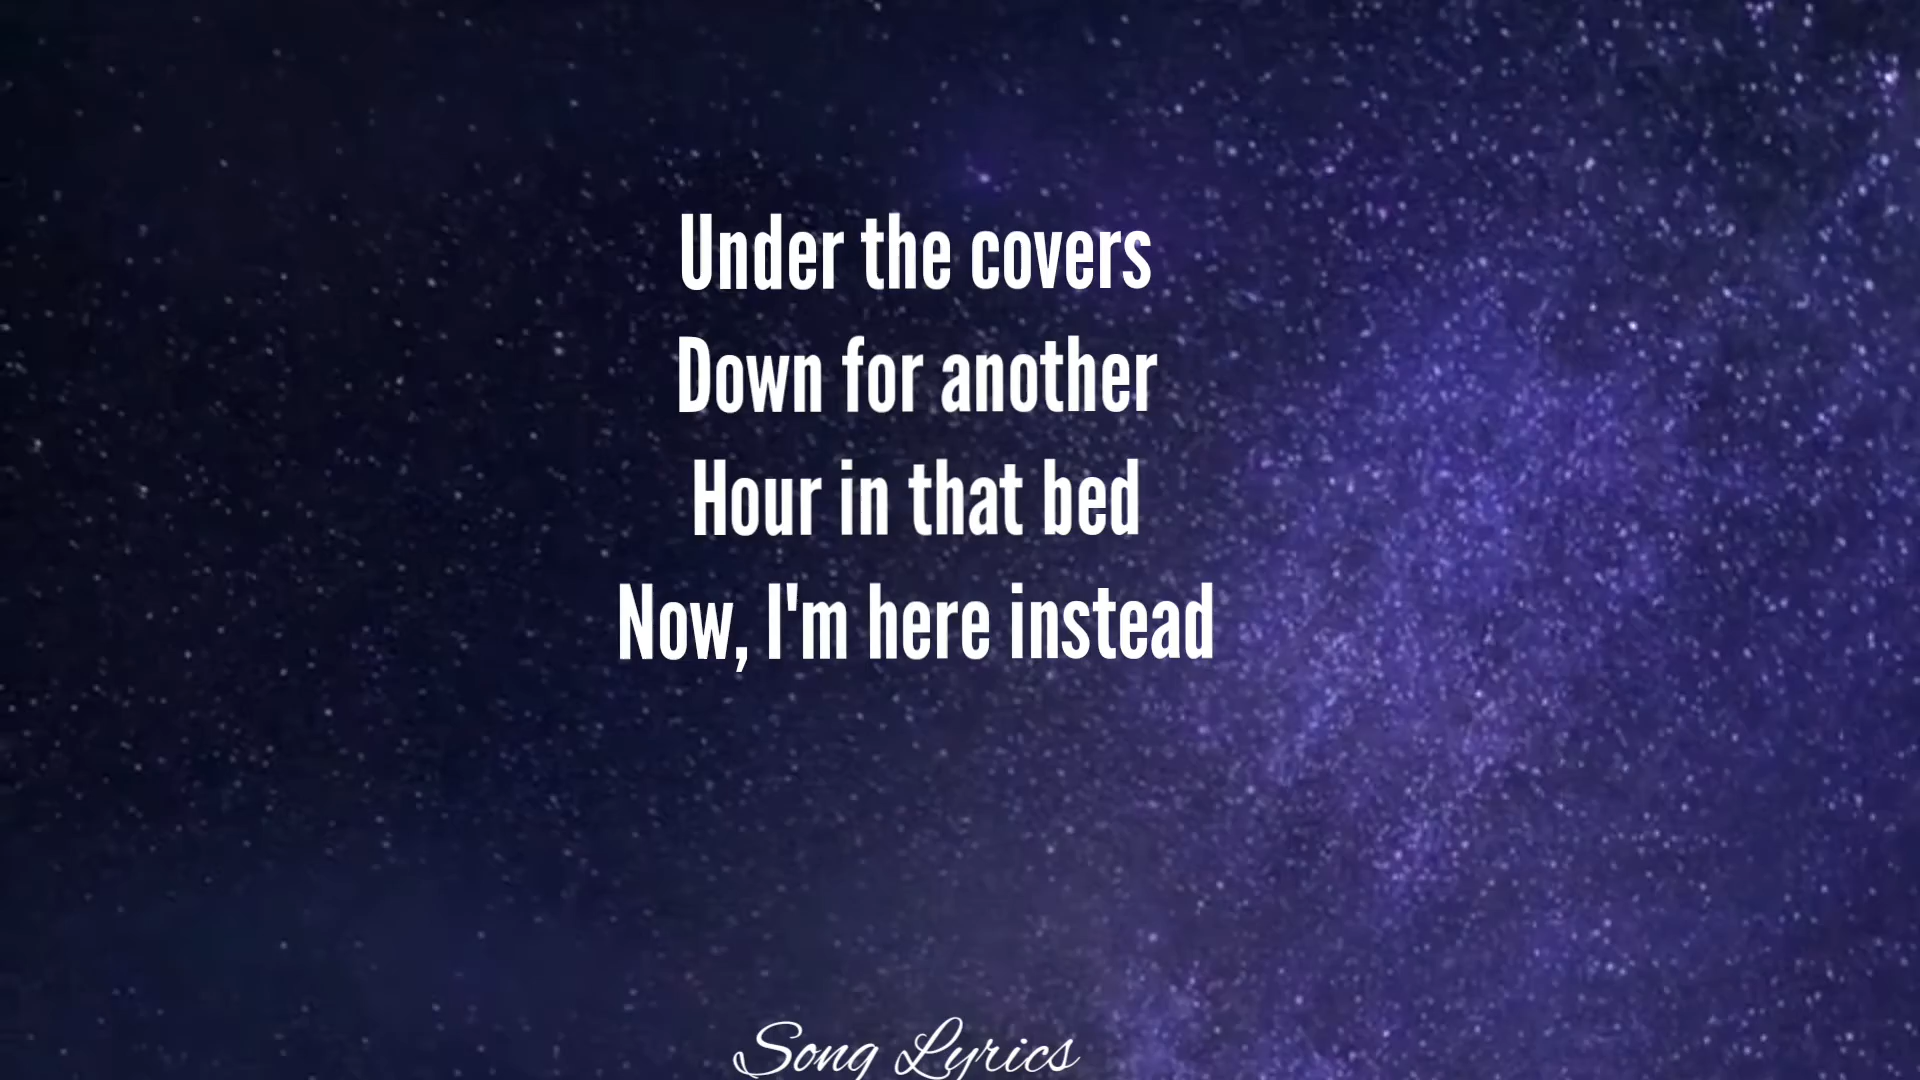 Under the covers
Down for another
Hour in that bed
Now, I'm here instead
Song Lyrics